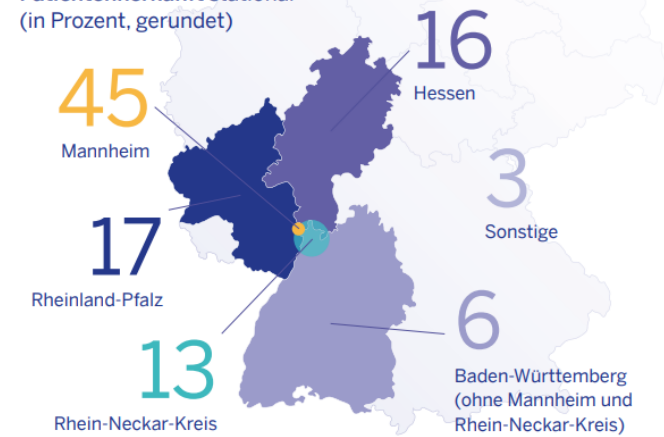 (in Prozent, gerundet)
16
Hessen
45
Mannheim
3
Sonstige
17
Rheinland-Pfalz
6
Baden-Württemberg
(ohne Mannheim und
Rhein-Neckar-Kreis)
13
Rhein-Neckar-Kreis